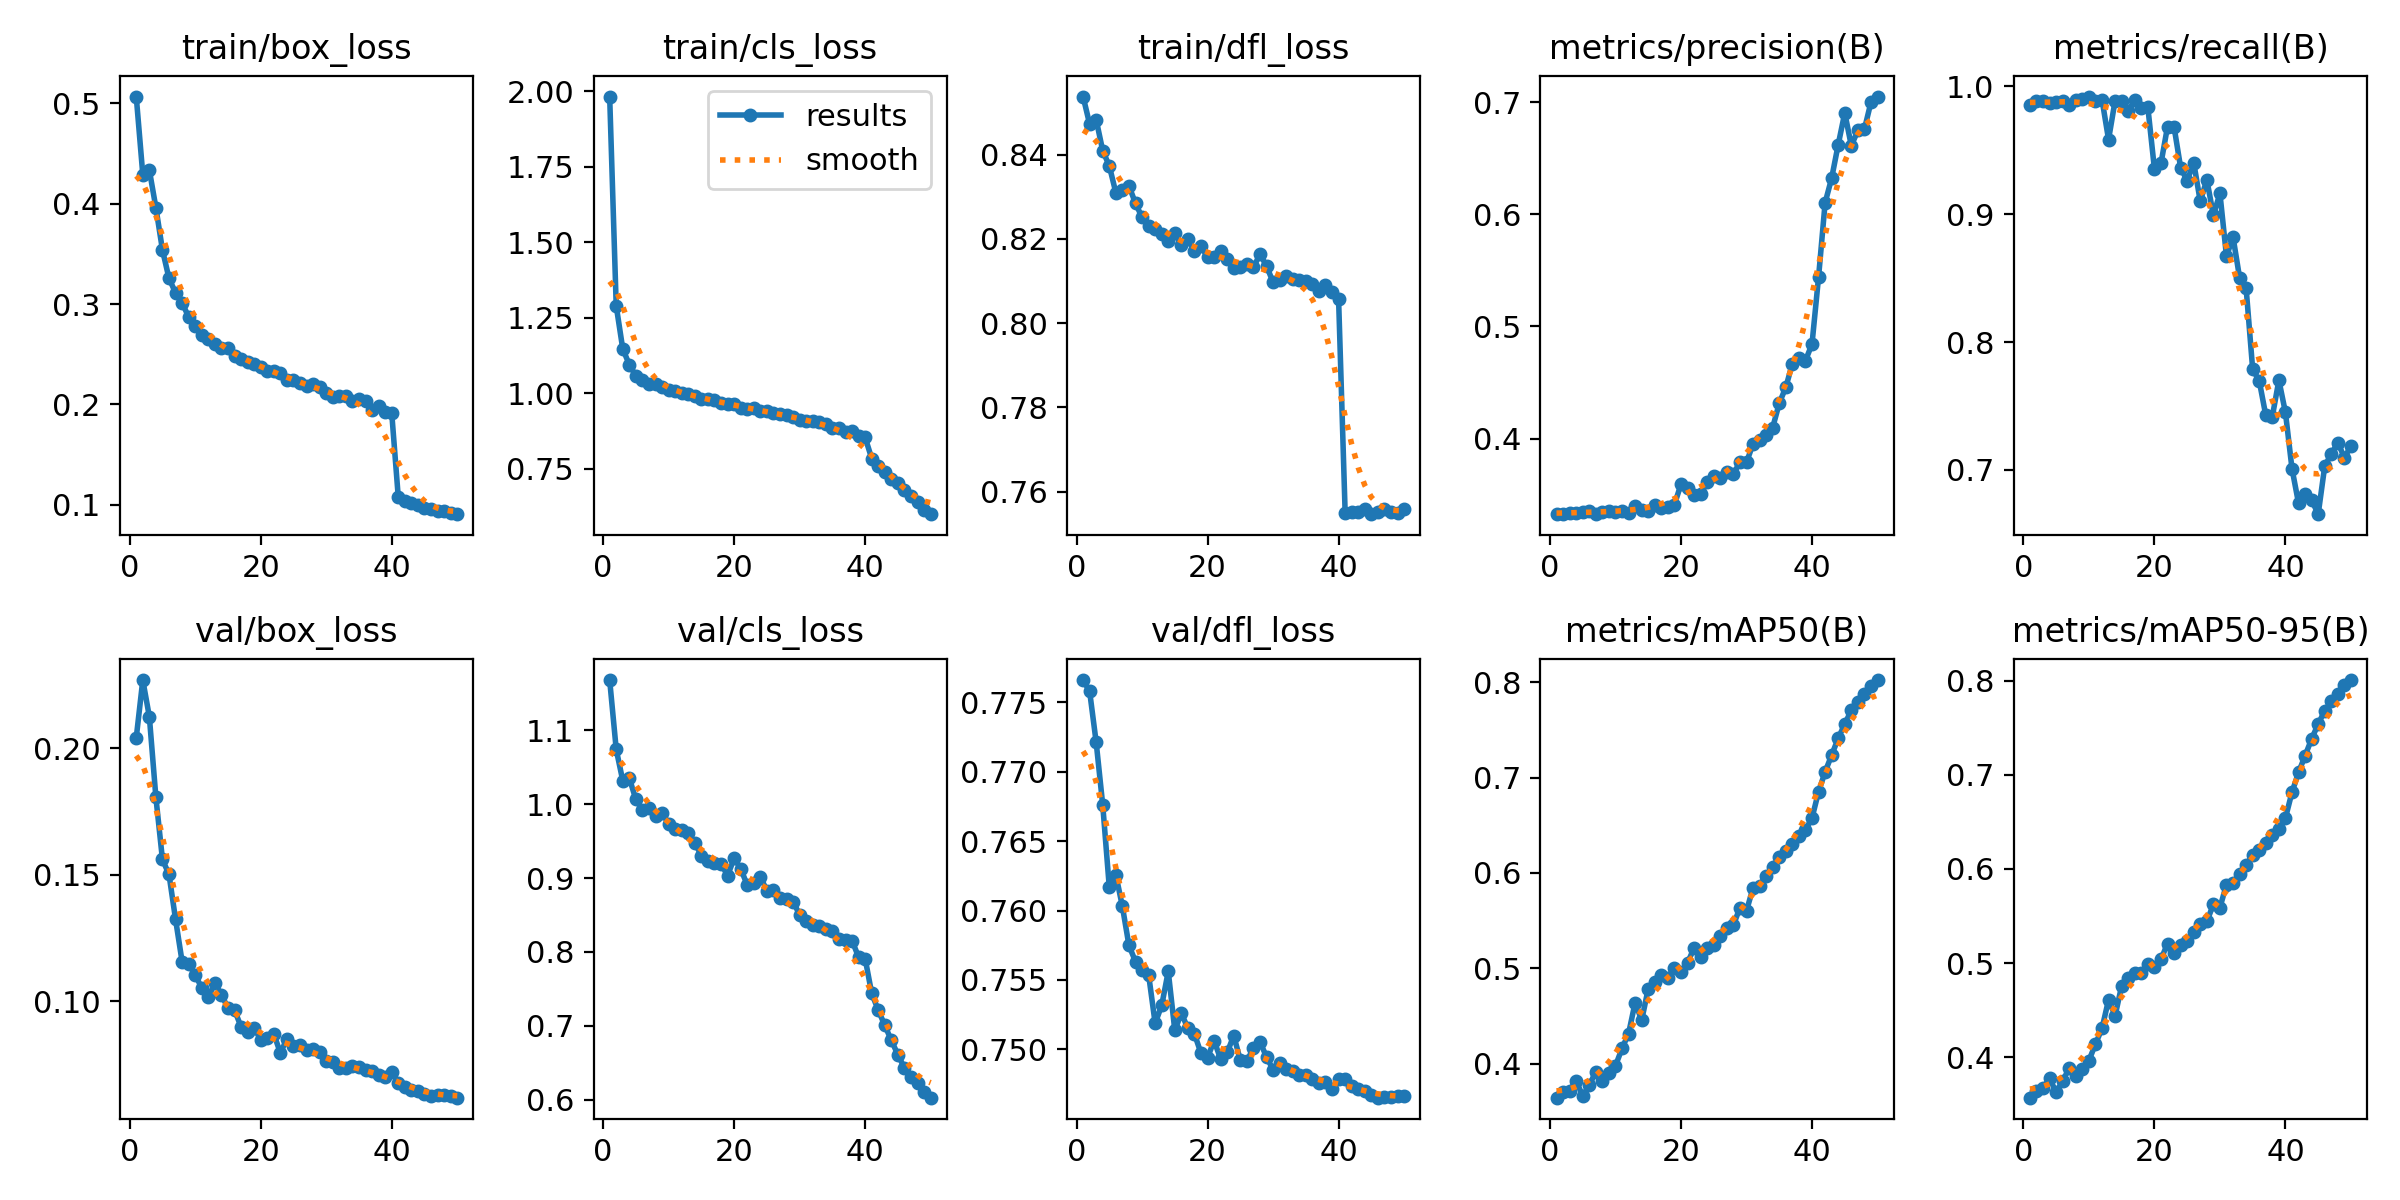 train/box_loss
0.5
0.4
0.3
0.2
0.1
0 20 40
train/cls_loss
results
smooth
2.00
1.75
1.50
1.25
1.00
0.75
0 20 40
train/dfl_loss
0.84
0.82
0.80
0.78
0.76
0 20 40
metrics/precision(B)
0.7
0.6
0.5
0.4
0 20 40
metrics/recall(B)
1.0
0.9
0.8
0.7
0 20 40
val/box_loss
0.20
0.15
0.10
0 20 40
val/cls_loss
1.1
1.0
0.9
0.8
0.7
0.6
0 20 40
val/dfl_loss
0.775
0.770
0.765
0.760
0.755
0.750
0 20 40
metrics/mAP50(B)
0.8
0.7
0.6
0.5
0.4
0 20 40
metrics/mAP50-95(B)
0.8
0.7
0.6
0.5
0.4
0 20 40